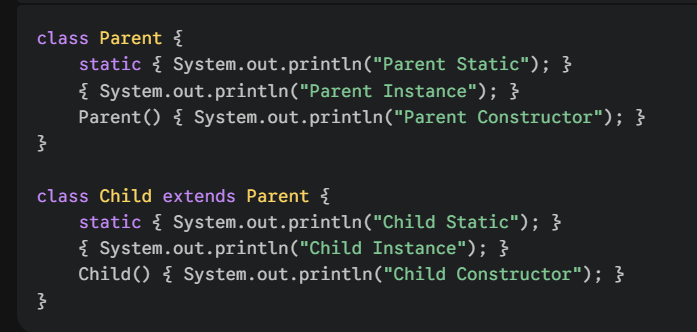 class Parent {
    static { System.out.println("Parent Static"); }
    { System.out.println("Parent Instance"); }
    Parent() { System.out.println("Parent Constructor"); }
}

class Child extends Parent {
    static { System.out.println("Child Static"); }
    { System.out.println("Child Instance"); }
    Child() { System.out.println("Child Constructor"); }
}